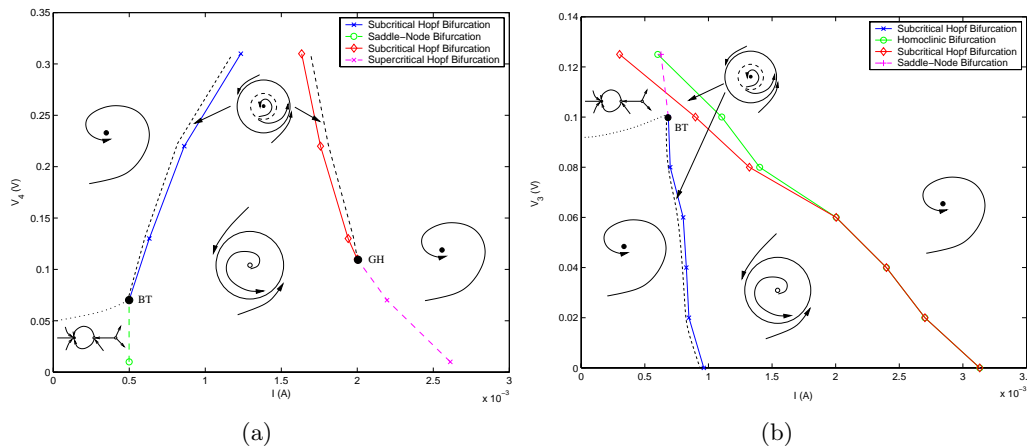 Subcritical Hopf Bifurcation
Saddle−Node Bifurcation
Subcritical Hopf Bifurcation
Supercritical Hopf Bifurcation
V4 (V)
0.35
0.3
0.25
0.2
0.15
0.1
0.05
0
GH
BT
0 0.5 1 1.5 2 2.5 3
I (A)
x 10−3
(a)
Subcritical Hopf Bifurcation
Homoclinic Bifurcation
Subcritical Hopf Bifurcation
Saddle−Node Bifurcation
V3 (V)
0.14
0.12
0.1
0.08
0.06
0.04
0.02
0
BT
0 0.5 1 1.5 2 2.5 3 3.5
I (A)
x 10−3
(b)